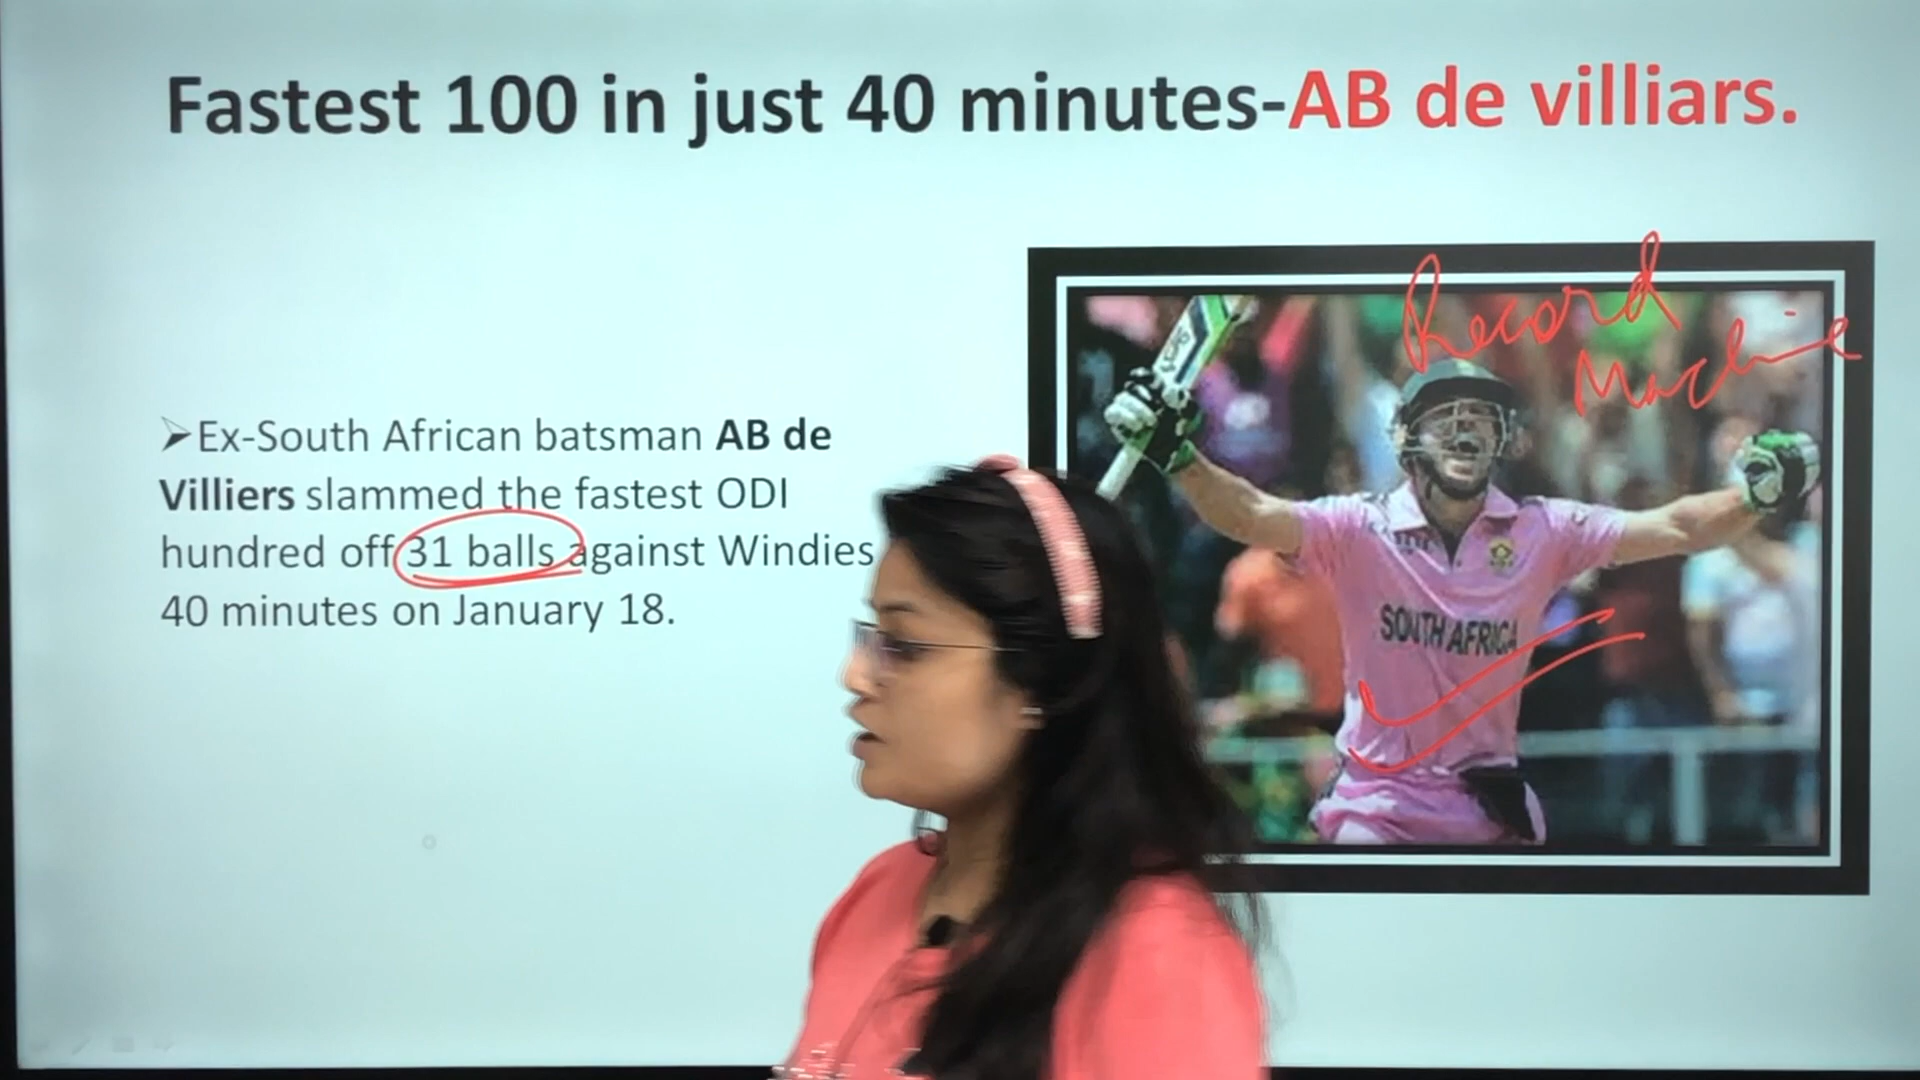 Fastest 100 in just 40 minutes-AB de villiars.
Record
Machine
➢Ex-South African batsman AB de
Villiers slammed the fastest ODI
hundred off 31 balls against Windies
40 minutes on January 18.
SOUTH AFRICA